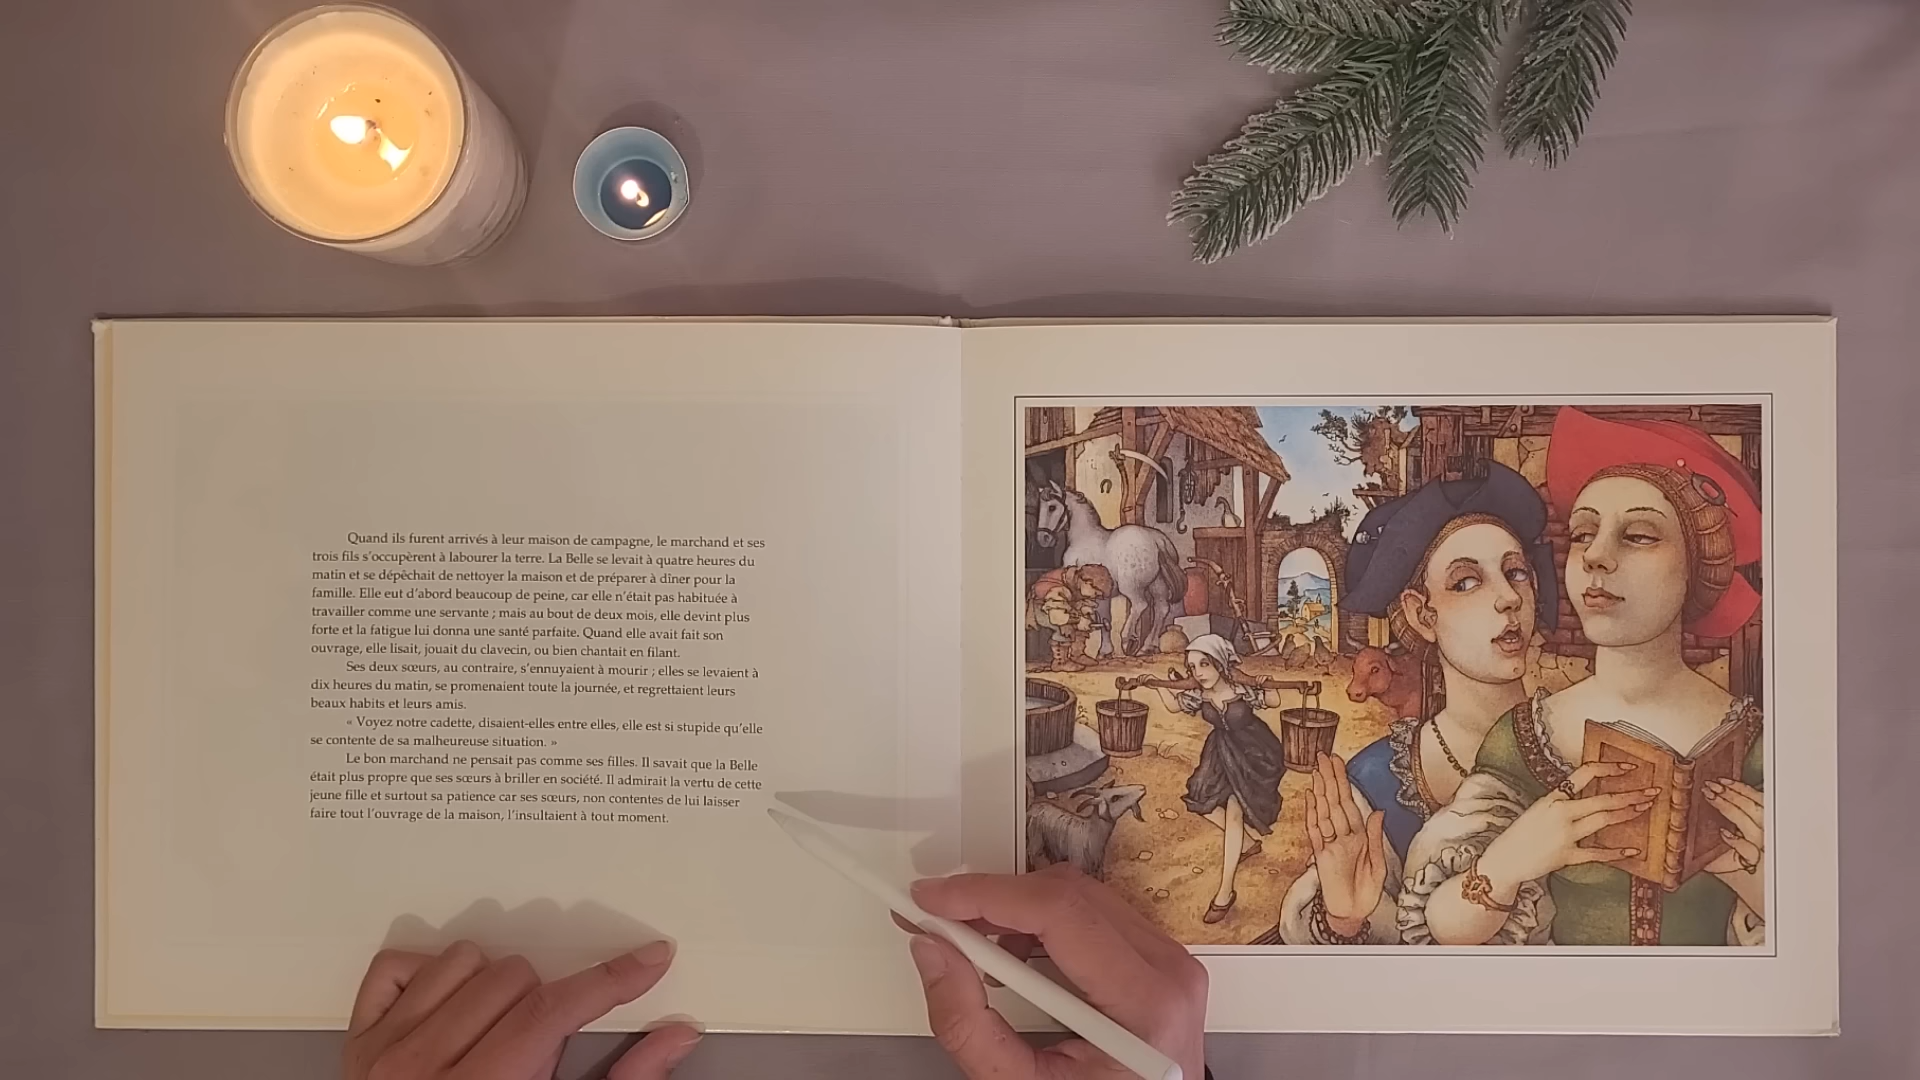 Quand ils furent arrivés à leur maison de campagne, le marchand et ses
trois fils s'occupèrent à labourer la terre. La Belle se levait à quatre heures du
matin et se dépêchait de nettoyer la maison et de préparer à dîner pour la
famille. Elle eut d'abord beaucoup de peine, car elle n'était pas habituée à
travailler comme une servante ; mais au bout de deux mois, elle devint plus
forte et la fatigue lui donna une santé parfaite. Quand elle avait fait son
ouvrage, elle lisait, jouait du clavecin, ou bien chantait en filant.
Ses deux sœurs, au contraire, s'ennuyaient à mourir ; elles se levaient à
dix heures du matin, se promenaient toute la journée, et regrettaient leurs
beaux habits et leurs amis.
« Voyez notre cadette, disaient-elles entre elles, elle est si stupide qu'elle
se contente de sa malheureuse situation. »
Le bon marchand ne pensait pas comme ses filles. Il savait que la Belle
était plus propre que ses sœurs à briller en société. Il admirait la vertu de cette
jeune fille et surtout sa patience car ses sœurs, non contentes de lui laisser
faire tout l'ouvrage de la maison, l'insultaient à tout moment.